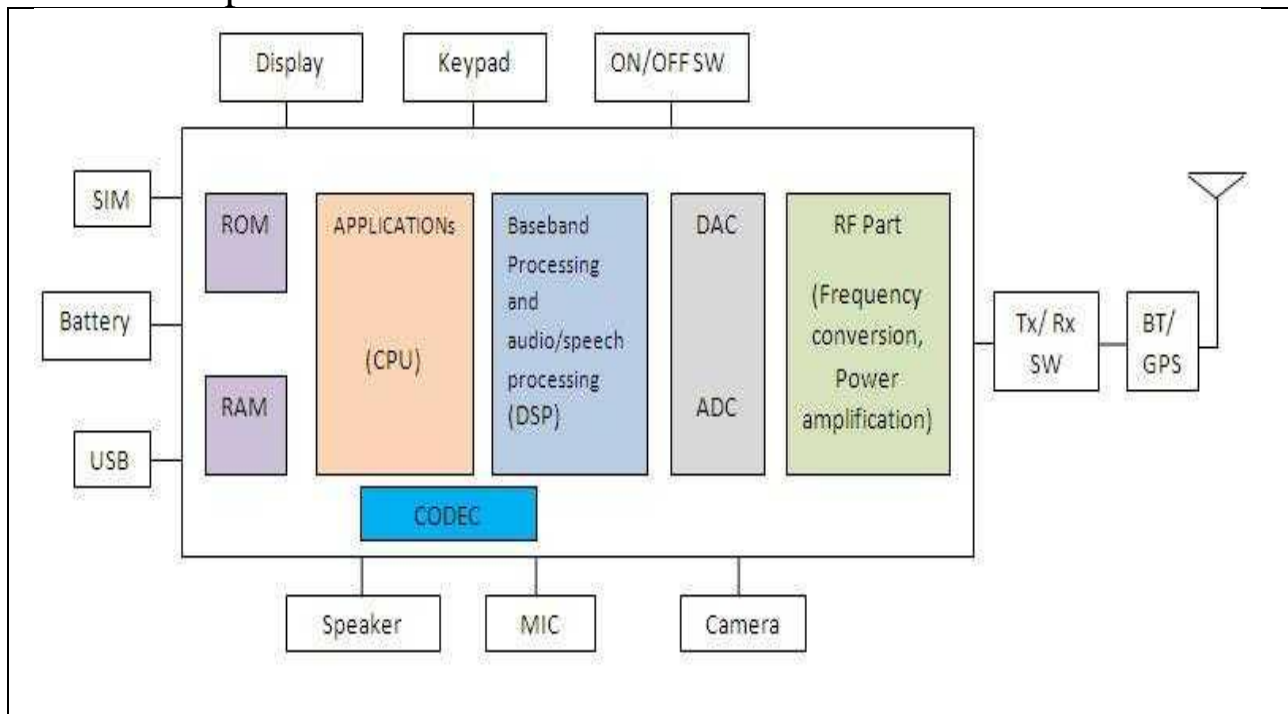 Display
Keypad
ON/OFF SW
SIM
Battery
USB
ROM
RAM
APPLICATIONs
(CPU)
Baseband
Processing
and
audio/speech
processing
(DSP)
DAC
ADC
RF Part
(Frequency
conversion,
Power
amplification)
CODEC
Tx/ Rx
SW
BT/
GPS
Speaker
MIC
Camera